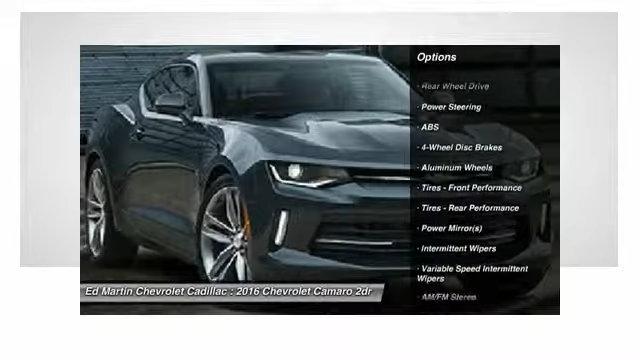 Options
· Rear Wheel Drive
· Power Steering
· ABS
· 4-Wheel Disc Brakes
· Aluminum Wheels
· Tires - Front Performance
· Tires - Rear Performance
· Power Mirror(s)
· Intermittent Wipers
· Variable Speed Intermittent
Wipers
· AM/FM Stereo
Ed Martin Chevrolet Cadillac : 2016 Chevrolet Camaro 2dr